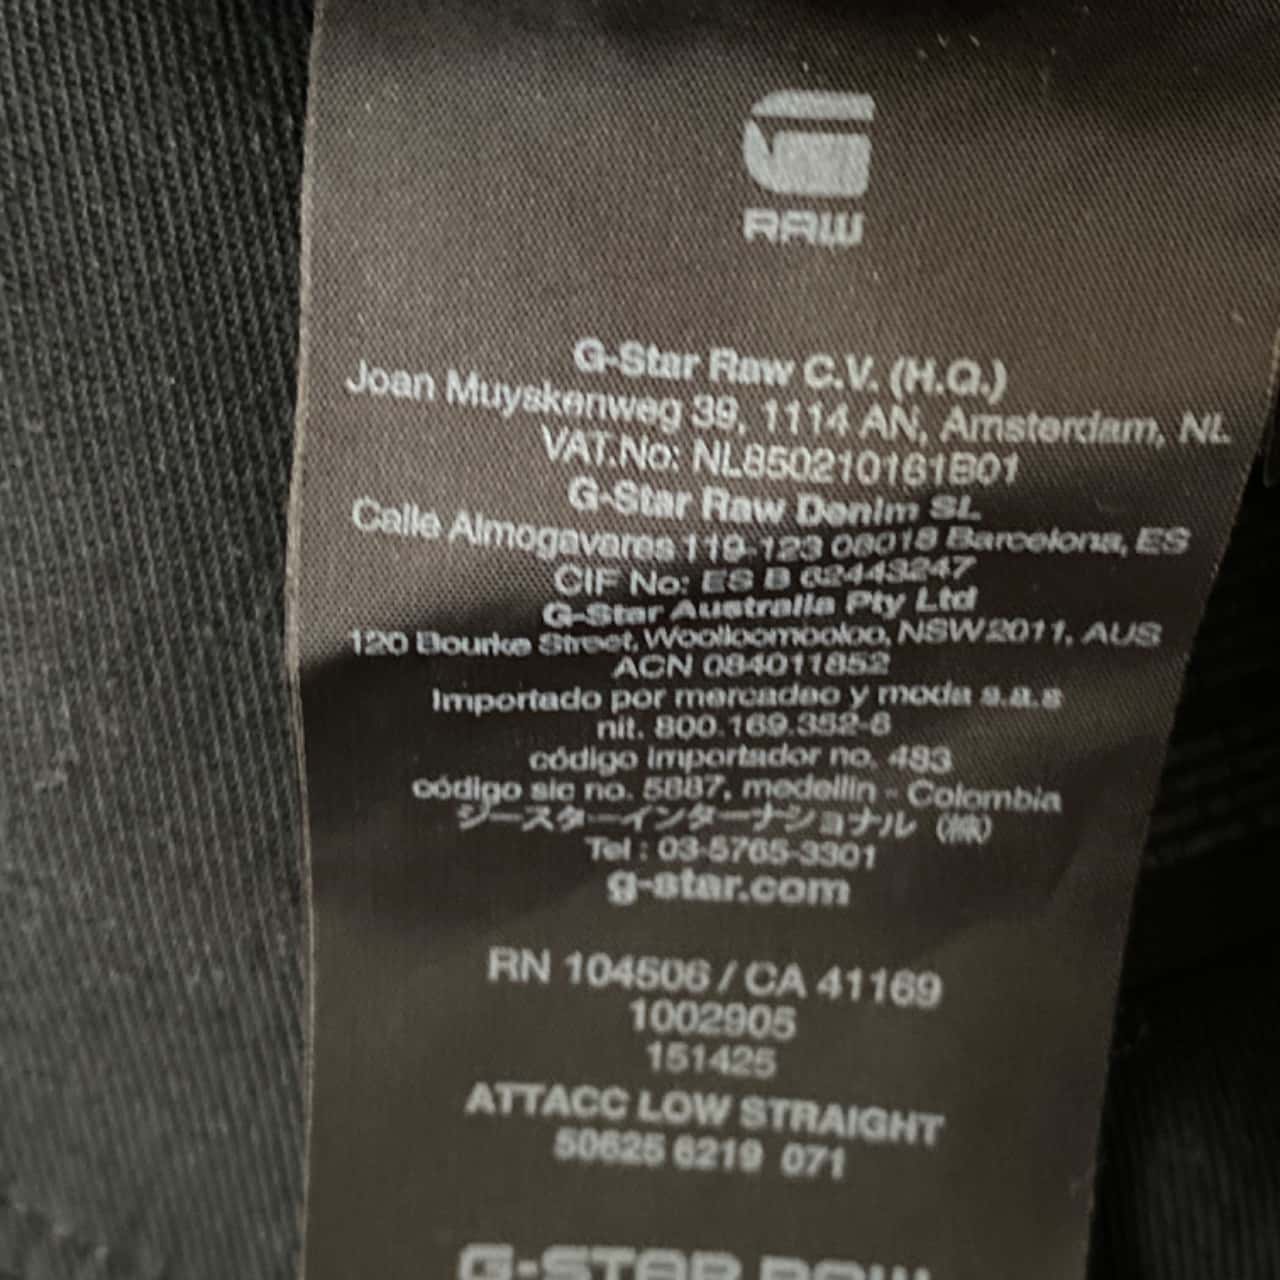 RAW
G-Star Raw C.V. (H.Q.)
Joan Muyskenweg 39, 1114 AN, Amsterdam, NL
VAT.No: NL850210161B01
G-Star Raw Denim SL
Calle Almogavares 119-123 08018 Barcelona, ES
CIF No: ES B 62443247
G-Star Australia Pty Ltd
120 Bourke Street, Woolloomooloo, NSW2011, AUS
ACN 084011852
Importado por mercadeo y moda s.a.s
nit. 800.169.352-6
código importador no. 483
código sic no. 5887, medellin - Colombia
ジースターインターナショナル（株）
Tel : 03-5765-3301
g-star.com
RN 104506 / CA 41169
1002905
151425
ATTACC LOW STRAIGHT
50625 6219 071
G-STAR RAW